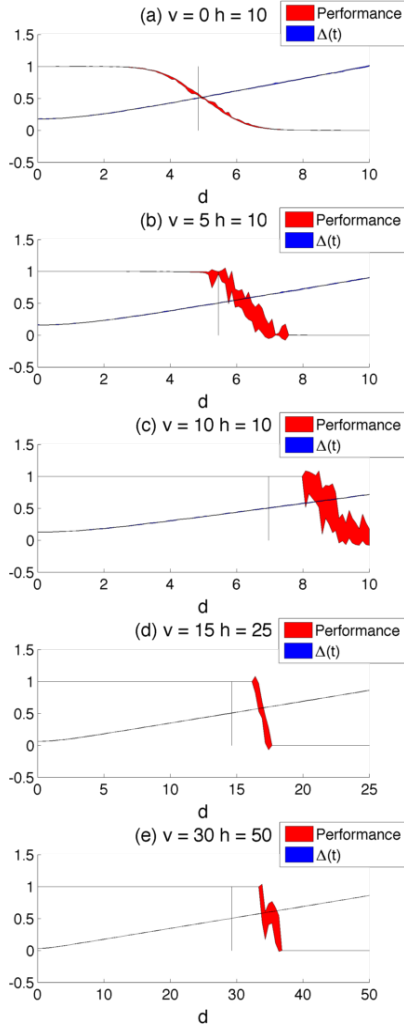 (a) v = 0 h = 10
Performance
Δ(t)
1.5
1
0.5
0
-0.5
0 2 4 6 8 10
d
(b) v = 5 h = 10
Performance
Δ(t)
1.5
1
0.5
0
-0.5
0 2 4 6 8 10
d
(c) v = 10 h = 10
Performance
Δ(t)
1.5
1
0.5
0
-0.5
0 2 4 6 8 10
d
(d) v = 15 h = 25
Performance
Δ(t)
1.5
1
0.5
0
-0.5
0 5 10 15 20 25
d
(e) v = 30 h = 50
Performance
Δ(t)
1.5
1
0.5
0
-0.5
0 10 20 30 40 50
d